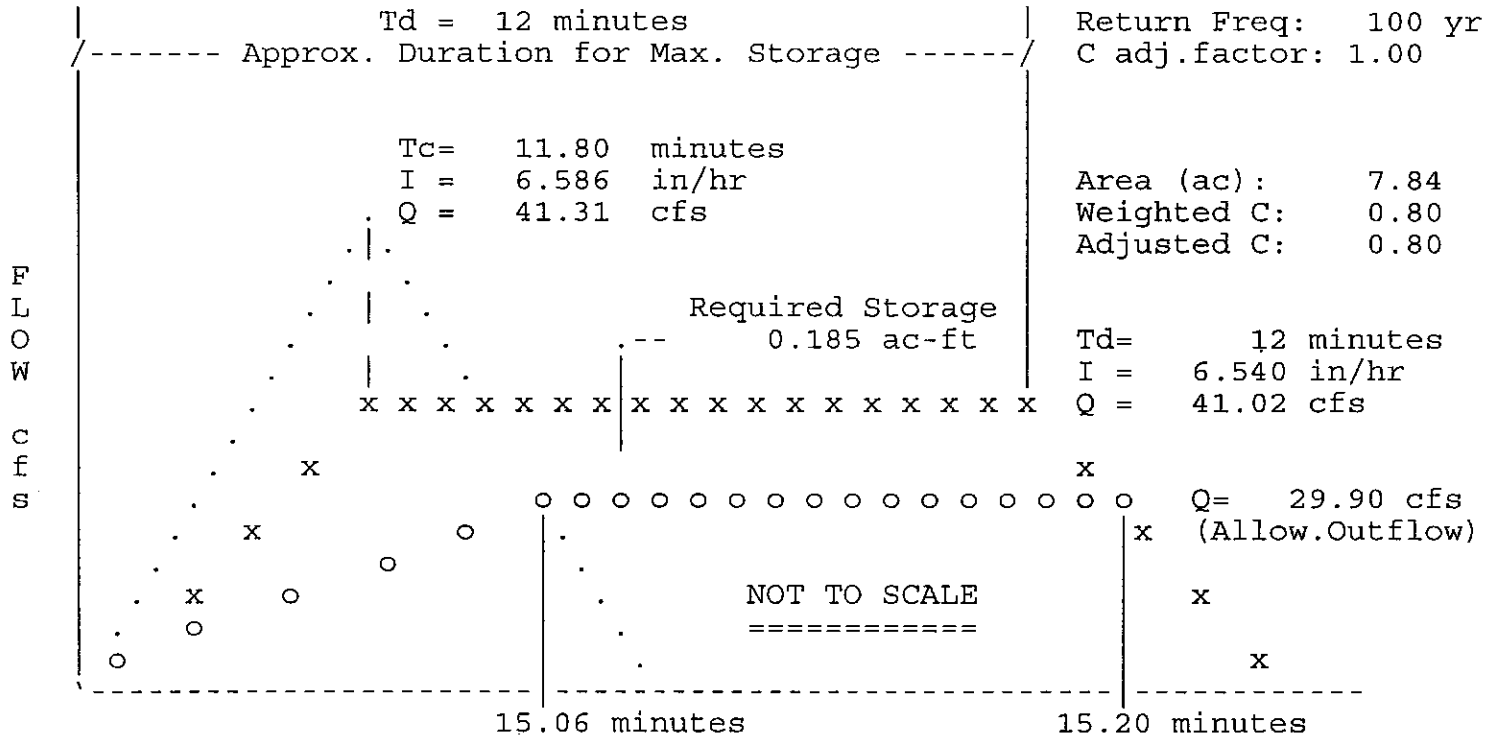 Td = 12 minutes
Return Freq: 100 yr
/------- Approx. Duration for Max. Storage ------/
C adj.factor: 1.00
Tc= 11.80 minutes
I = 6.586 in/hr
Area (ac): 7.84
Q = 41.31 cfs
Weighted C: 0.80
Adjusted C: 0.80
FLOW cfs
Required Storage
0.185 ac-ft
Td= 12 minutes
I = 6.540 in/hr
x x x x x x x x x x x x x x x x x x
Q = 41.02 cfs
x x
o o o o o o o o o o o o o o o o
Q= 29.90 cfs
x o x
(Allow.Outflow)
o
x o NOT TO SCALE x
o ============
o x
15.06 minutes 15.20 minutes